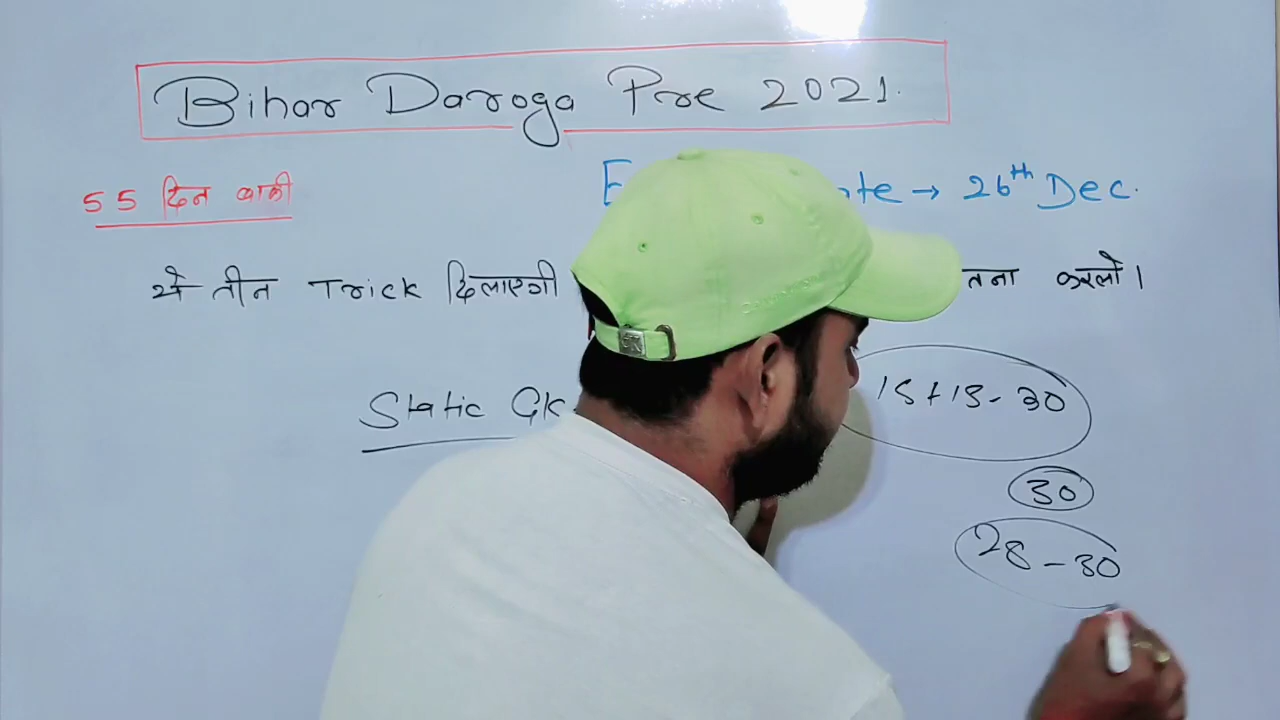 Bihar Daroga Pre 2021.
55 दिन बाकी
ate → 26th Dec.
ये तीन Trick दिलाएगी तना करलो।
Static GK 15+15-30
30
28-30